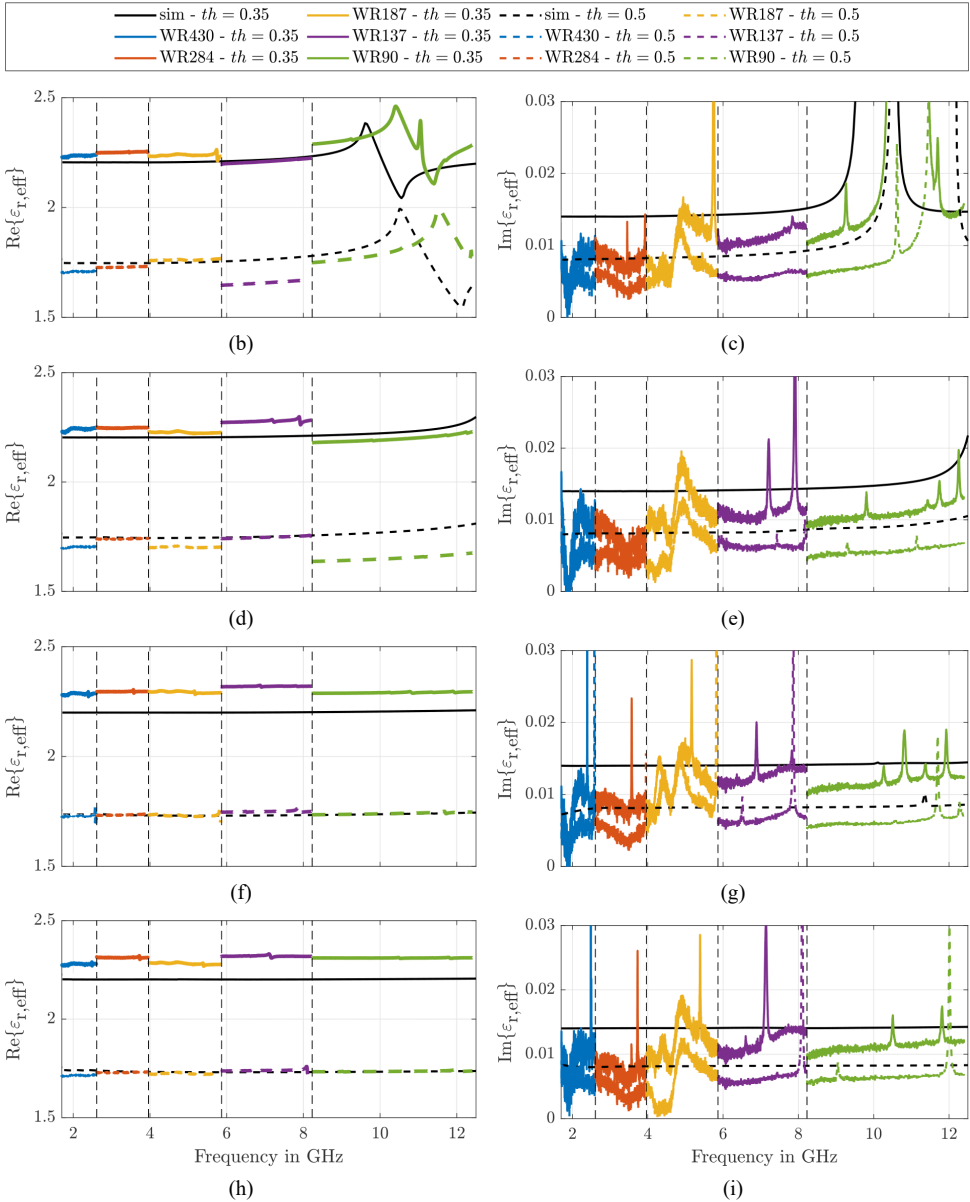 sim - th = 0.35 WR187 - th = 0.35 sim - th = 0.5 WR187 - th = 0.5
WR430 - th = 0.35 WR137 - th = 0.35 WR430 - th = 0.5 WR137 - th = 0.5
WR284 - th = 0.35 WR90 - th = 0.35 WR284 - th = 0.5 WR90 - th = 0.5
2.5
2
1.5
Re{εr,eff}
(b)
0.03
0.02
0.01
0
Im{εr,eff}
(c)
2.5
2
1.5
Re{εr,eff}
(d)
0.03
0.02
0.01
0
Im{εr,eff}
(e)
2.5
2
1.5
Re{εr,eff}
(f)
0.03
0.02
0.01
0
Im{εr,eff}
(g)
2.5
2
1.5
Re{εr,eff}
2 4 6 8 10 12
Frequency in GHz
(h)
0.03
0.02
0.01
0
Im{εr,eff}
2 4 6 8 10 12
Frequency in GHz
(i)